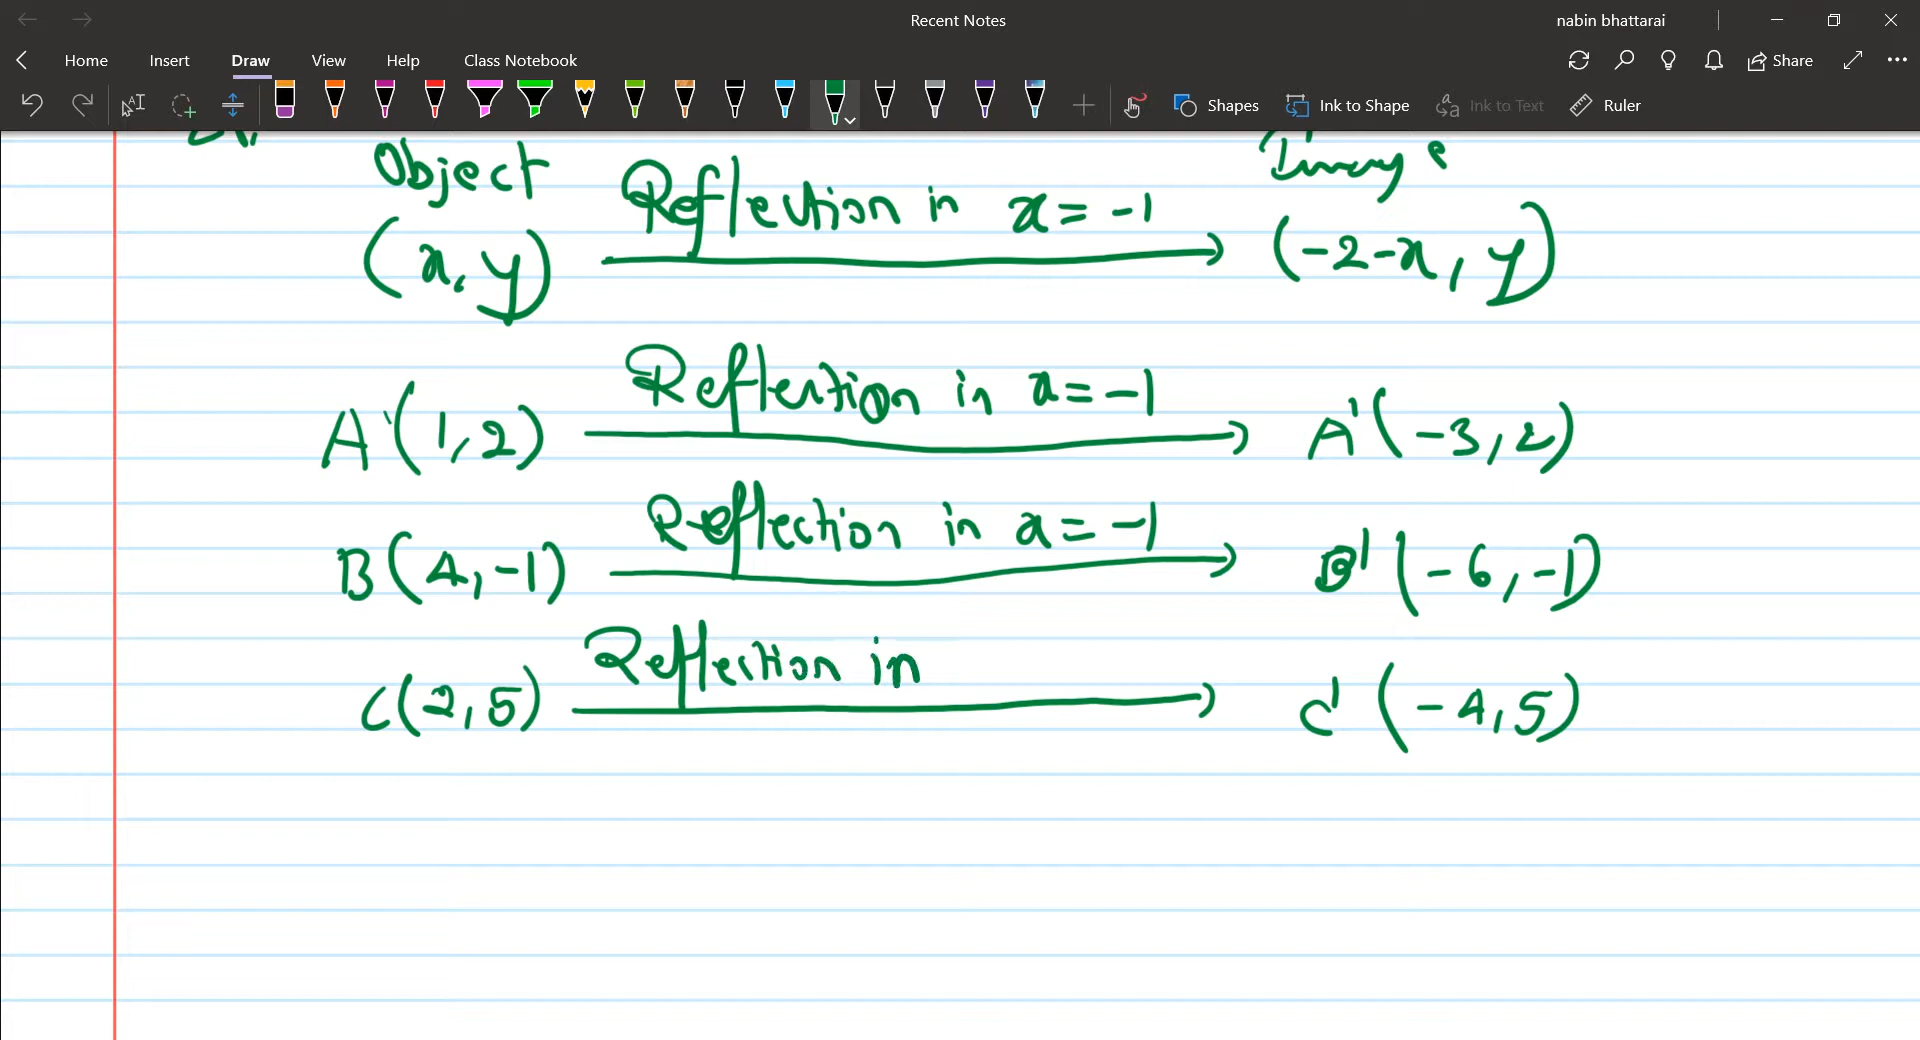 Recent Notes
nabin bhattarai
Home Insert Draw View Help Class Notebook
Share
Shapes Ink to Shape Ink to Text Ruler
Object Image
(x, y) Reflection in x = -1 (-2-x, y)
A'(1,2) Reflection in x = -1 A'(-3,2)
B(4,-1) Reflection in x = -1 B'(-6,-1)
C(2,5) Reflection in C'(-4,5)